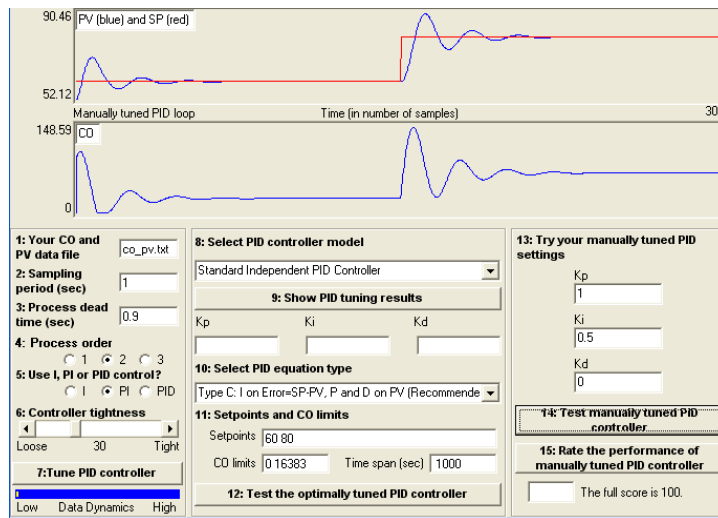 90.46
PV (blue) and SP (red)
52.12
Manually tuned PID loop
Time (in number of samples)
30
148.59
CO
0
1: Your CO and
PV data file
co_pv.txt
2: Sampling
period (sec)
1
3: Process dead
time (sec)
0.9
4: Process order
1 2 3
5: Use I, PI or PID control?
I PI PID
6: Controller tightness
Loose 30 Tight
7:Tune PID controller
Low Data Dynamics High
8: Select PID controller model
Standard Independent PID Controller
9: Show PID tuning results
Kp Ki Kd
10: Select PID equation type
Type C: I on Error=SP-PV, P and D on PV (Recommende
11: Setpoints and CO limits
Setpoints 60 80
CO limits 0 16383 Time span (sec) 1000
12: Test the optimally tuned PID controller
13: Try your manually tuned PID
settings
Kp
1
Ki
0.5
Kd
0
14: Test manually tuned PID
controller
15: Rate the performance of
manually tuned PID controller
The full score is 100.